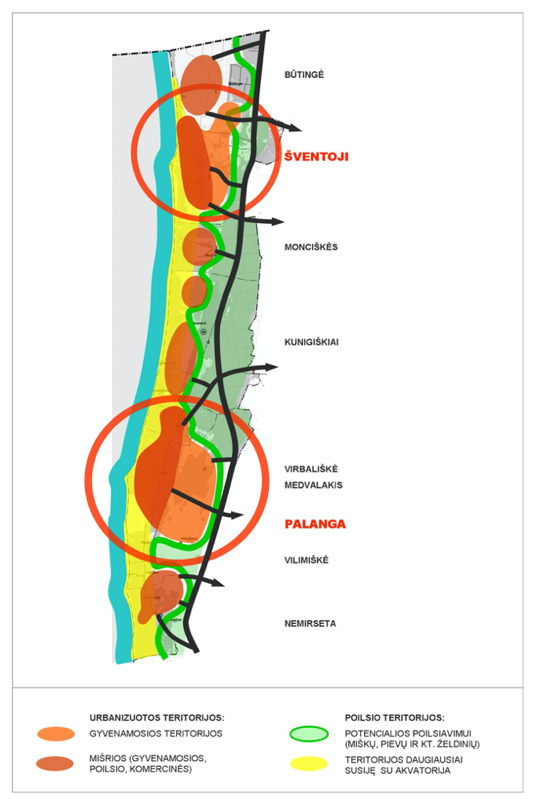 BŪTINGĖ
ŠVENTOJI
MONCIŠKĖS
KUNIGIŠKIAI
VIRBALIŠKĖ
MEDVALAKIS
PALANGA
VILIMIŠKĖ
NEMIRSETA
URBANIZUOTOS TERITORIJOS:
GYVENAMOSIOS TERITORIJOS
MIŠRIOS (GYVENAMOSIOS,
POILSIO, KOMERCINĖS)
POILSIO TERITORIJOS:
POTENCIALIOS POILSIAVIMUI
(MIŠKŲ, PIEVŲ IR KT. ŽELDINIŲ)
TERITORIJOS DAUGIAUSIAI
SUSIJĘ SU AKVATORIJA